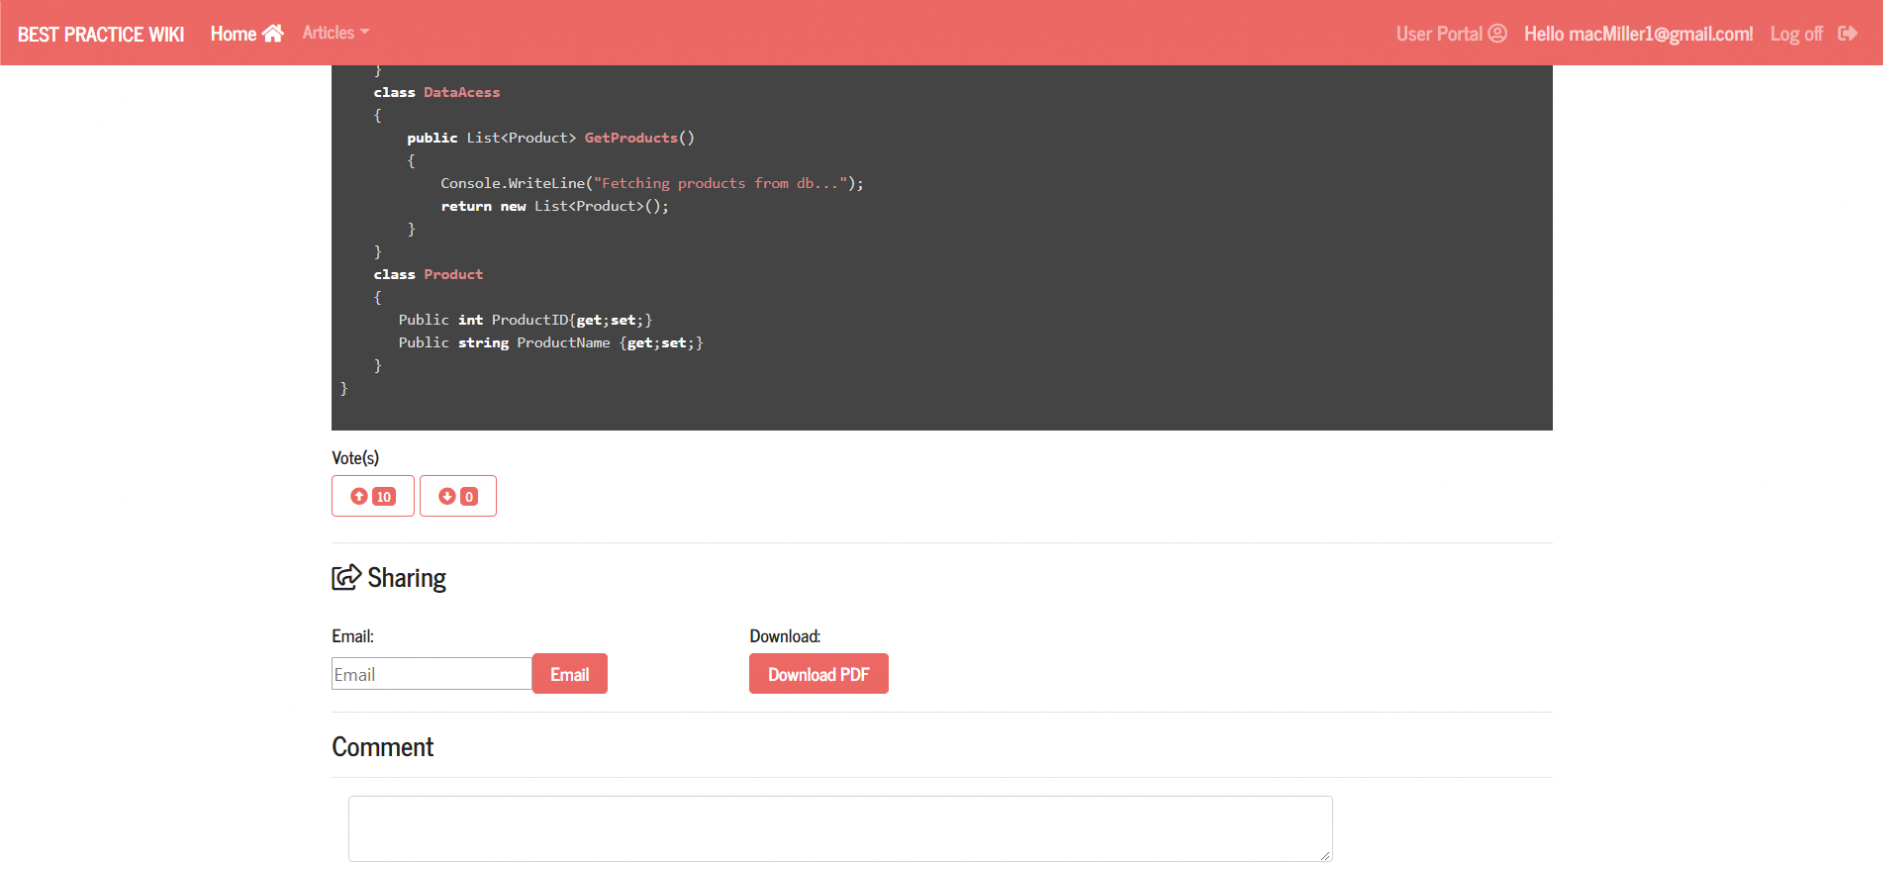 BEST PRACTICE WIKI Home Articles User Portal Hello macMiller1@gmail.com! Log off
}
class DataAcess
{
public List<Product> GetProducts()
{
Console.WriteLine("Fetching products from db...");
return new List<Product>();
}
}
class Product
{
Public int ProductID{get;set;}
Public string ProductName {get;set;}
}
}
Vote(s)
10 0
Sharing
Email: Download:
Email Email Download PDF
Comment